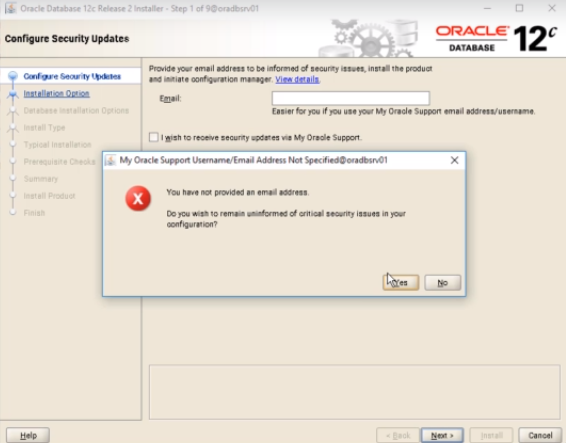 Oracle Database 12c Release 2 Installer - Step 1 of 9@oradbsrv01
Configure Security Updates
ORACLE
DATABASE
12c
Configure Security Updates
Installation Option
Database Installation Options
Install Type
Typical Installation
Prerequisite Checks
Summary
Install Product
Finish
Provide your email address to be informed of security issues, install the product
and initiate configuration manager. View details.
Email:
Easier for you if you use your My Oracle Support email address/username.
I wish to receive security updates via My Oracle Support.
My Oracle Support Username/Email Address Not Specified@oradbsrv01
You have not provided an email address.
Do you wish to remain uninformed of critical security issues in your
configuration?
Yes
No
Help
< Back
Next >
Install
Cancel